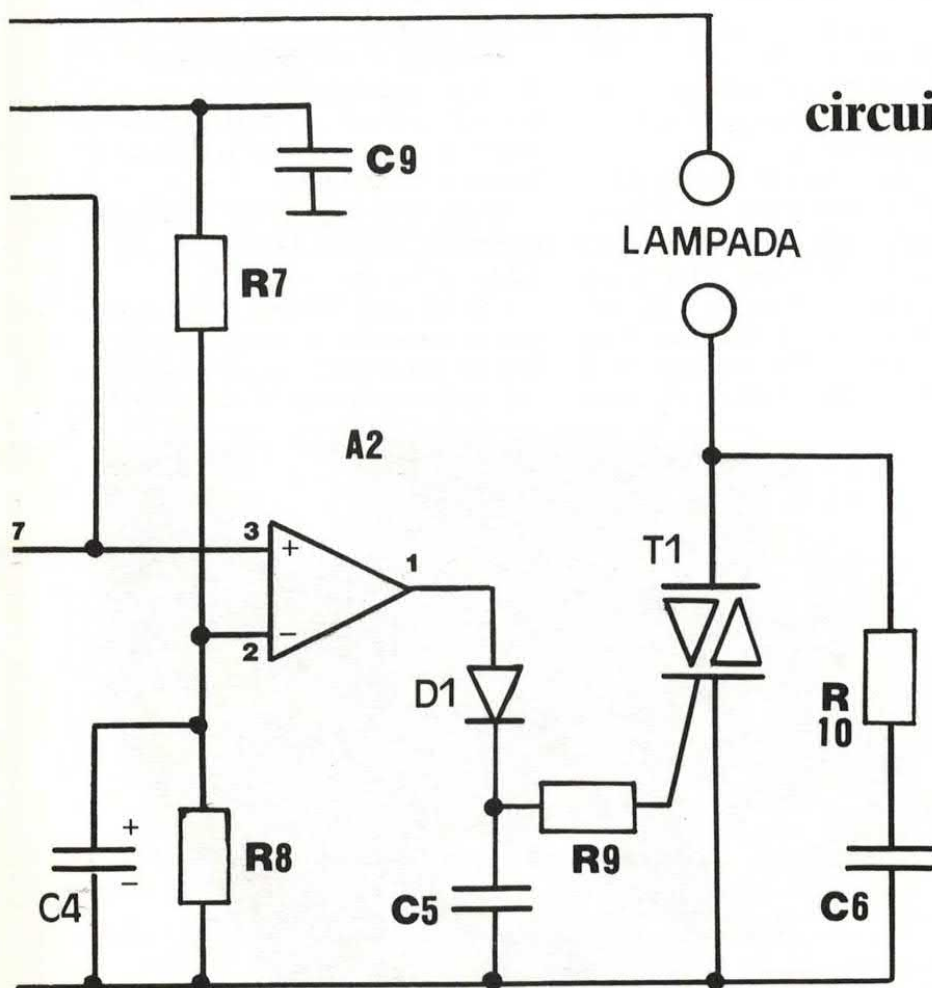 circui
C9
LAMPADA
R7
A2
7
3
+
1
T1
−
2
D1
R
10
+
R8
R9
−
C4
C5
C6